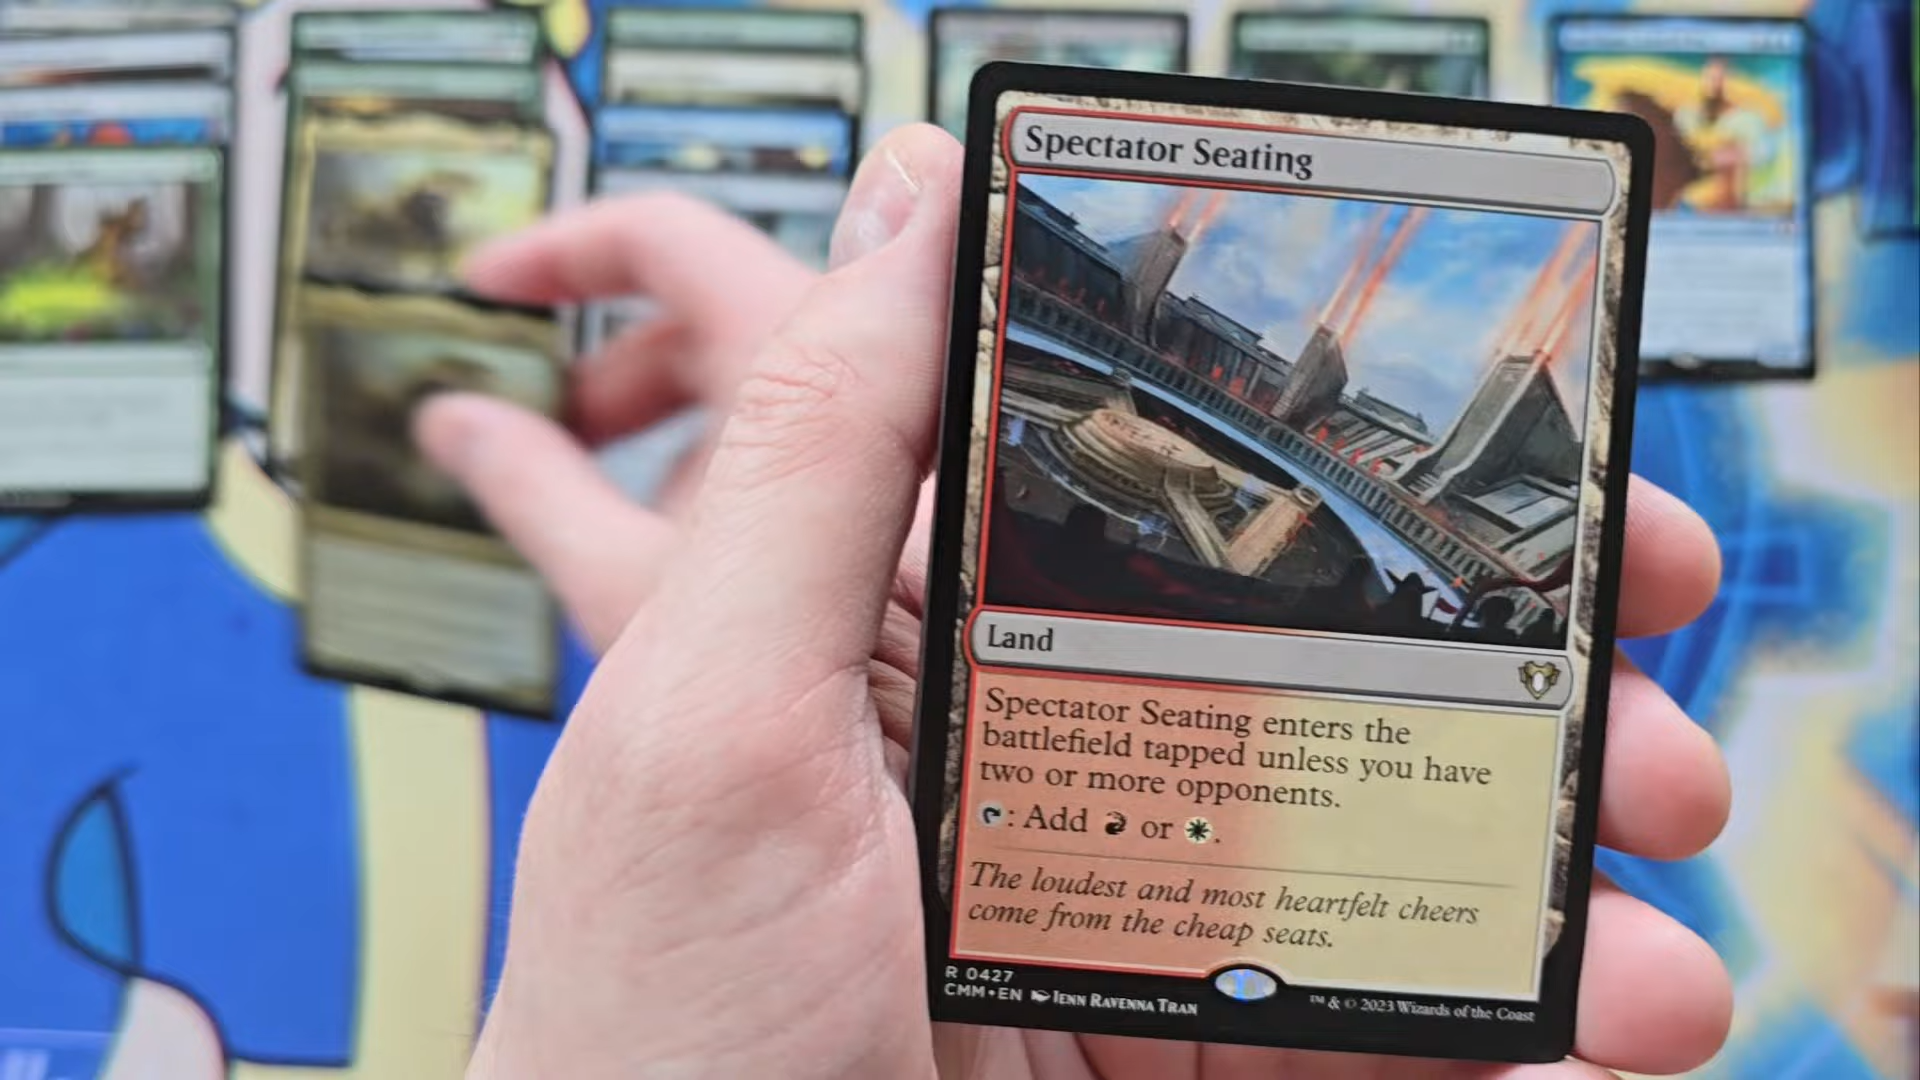 Spectator Seating
Land
Spectator Seating enters the
battlefield tapped unless you have
two or more opponents.
: Add or .
The loudest and most heartfelt cheers
come from the cheap seats.
R 0427
CMM•EN Jenn Ravenna Tran
™ & © 2023 Wizards of the Coast